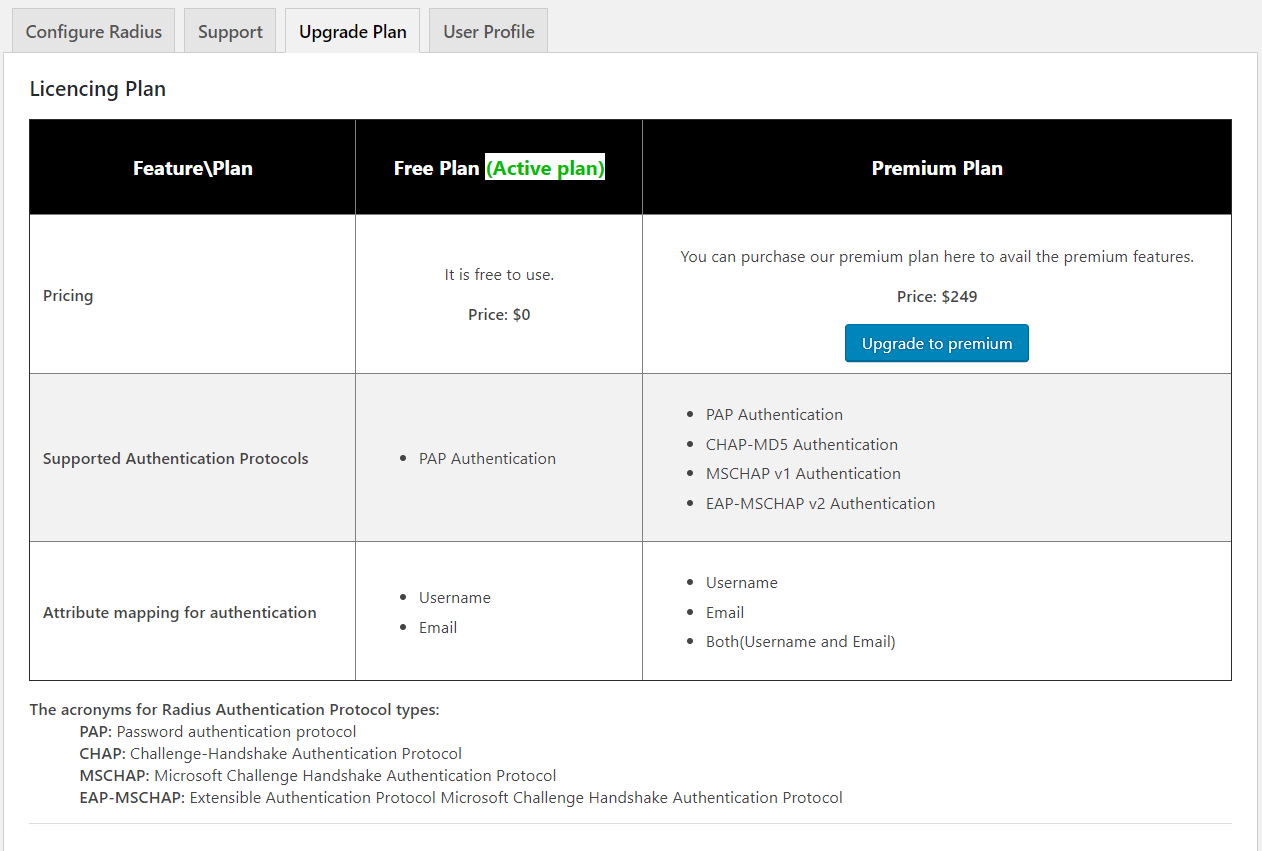 Configure Radius
Support
Upgrade Plan
User Profile
Licencing Plan
Feature\Plan
Free Plan (Active plan)
Premium Plan
Pricing
It is free to use.
Price: $0
You can purchase our premium plan here to avail the premium features.
Price: $249
Upgrade to premium
Supported Authentication Protocols
PAP Authentication
PAP Authentication
CHAP-MD5 Authentication
MSCHAP v1 Authentication
EAP-MSCHAP v2 Authentication
Attribute mapping for authentication
Username
Email
Username
Email
Both(Username and Email)
The acronyms for Radius Authentication Protocol types:
PAP: Password authentication protocol
CHAP: Challenge-Handshake Authentication Protocol
MSCHAP: Microsoft Challenge Handshake Authentication Protocol
EAP-MSCHAP: Extensible Authentication Protocol Microsoft Challenge Handshake Authentication Protocol